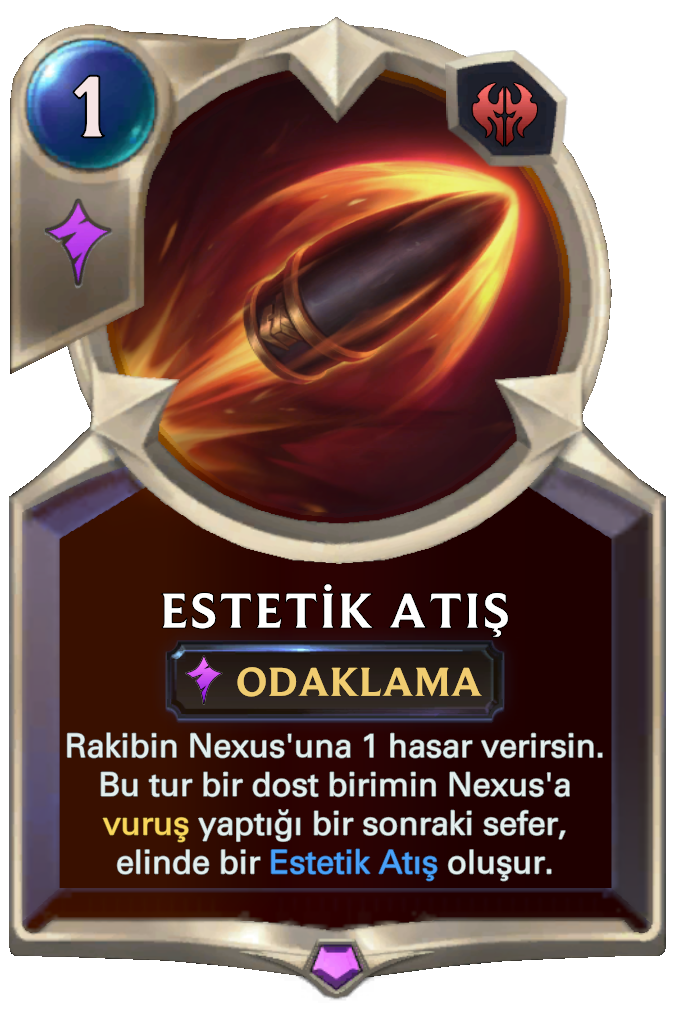 1
ESTETİK ATIŞ
ODAKLAMA
Rakibin Nexus'una 1 hasar verirsin.
Bu tur bir dost birimin Nexus'a
vuruş yaptığı bir sonraki sefer,
elinde bir Estetik Atış oluşur.